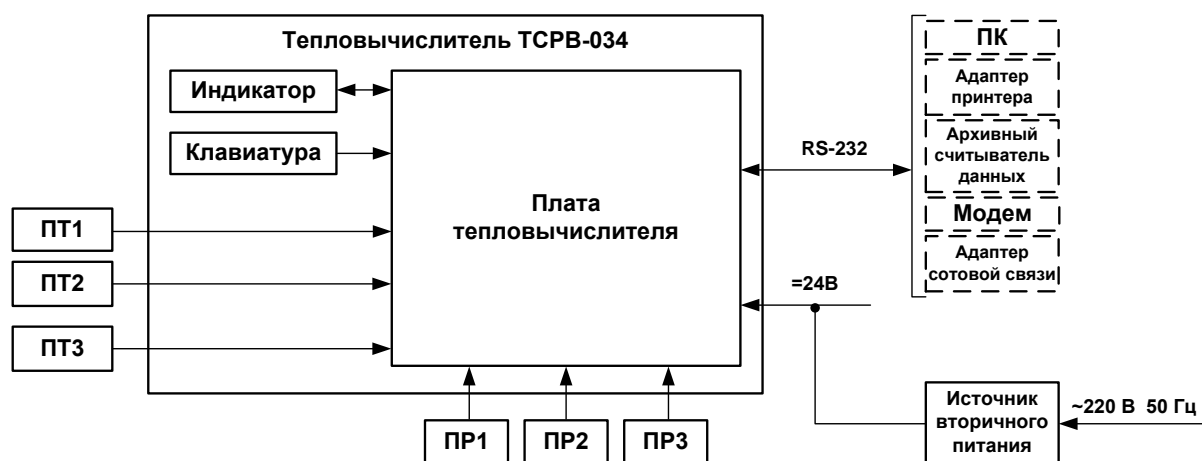 Тепловычислитель ТСРВ-034
Индикатор
Клавиатура
Плата
тепловычислителя
ПТ1
ПТ2
ПТ3
ПР1
ПР2
ПР3
RS-232
=24В
ПК
Адаптер
принтера
Архивный
считыватель
данных
Модем
Адаптер
сотовой связи
Источник
вторичного
питания
~220 В 50 Гц